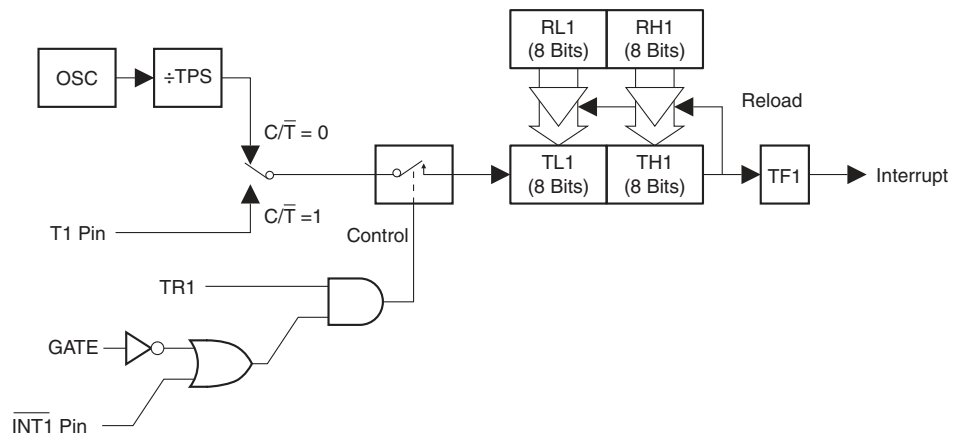 RL1
(8 Bits)
RH1
(8 Bits)
OSC
÷TPS
Reload
C/T̅ = 0
TL1
(8 Bits)
TH1
(8 Bits)
TF1
Interrupt
C/T̅ =1
T1 Pin
Control
TR1
GATE
I̅N̅T̅1̅ Pin